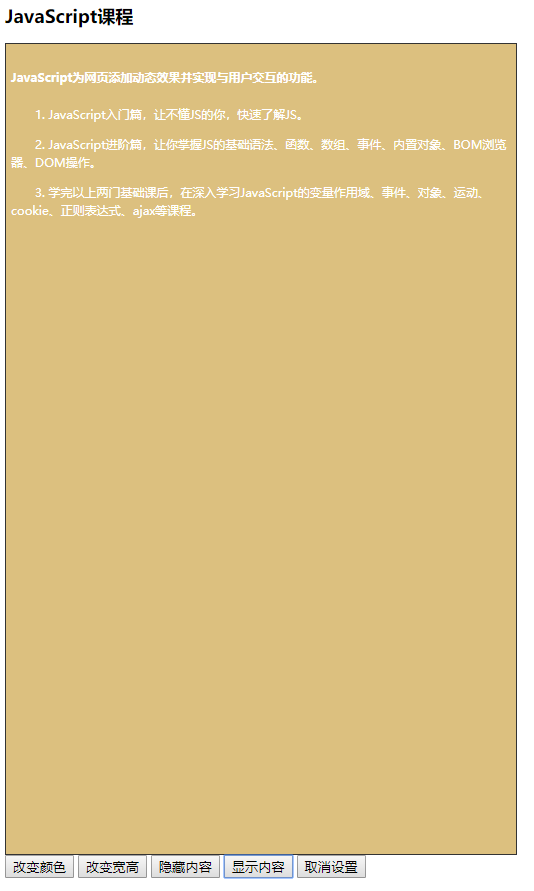 JavaScript课程
JavaScript为网页添加动态效果并实现与用户交互的功能。
1. JavaScript入门篇，让不懂JS的你，快速了解JS。
2. JavaScript进阶篇，让你掌握JS的基础语法、函数、数组、事件、内置对象、BOM浏览
器、DOM操作。
3. 学完以上两门基础课后，在深入学习JavaScript的变量作用域、事件、对象、运动、
cookie、正则表达式、ajax等课程。
改变颜色 改变宽高 隐藏内容 显示内容 取消设置